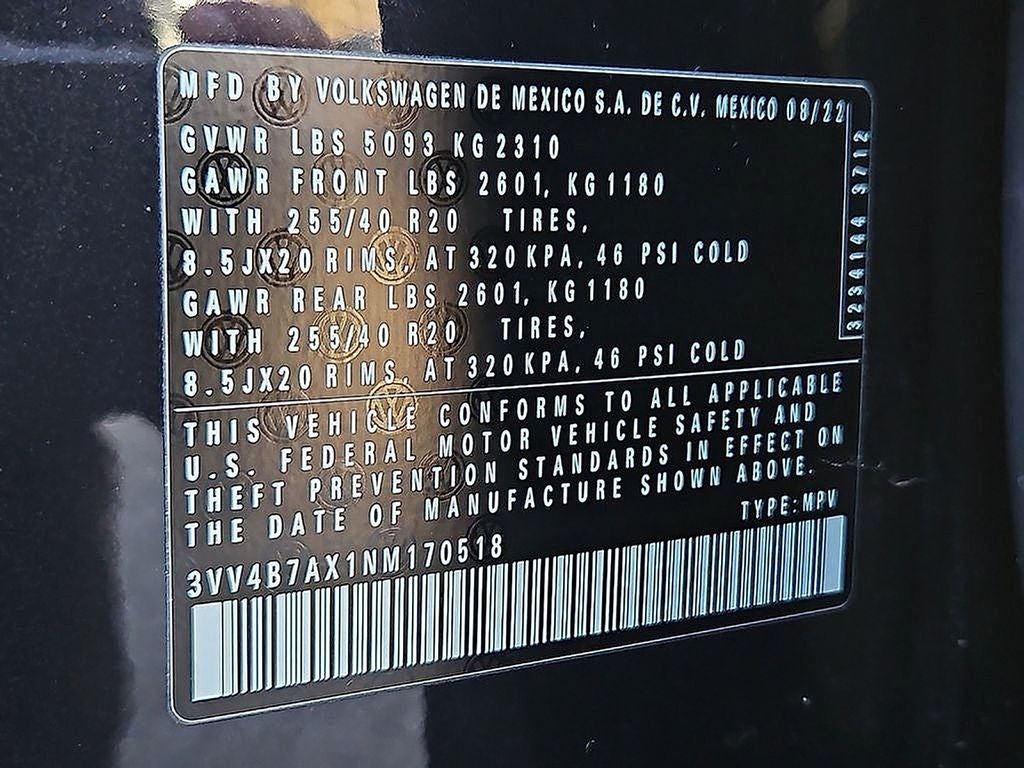 MFD BY VOLKSWAGEN DE MEXICO S.A. DE C.V. MEXICO 08/22
GVWR LBS 5093 KG 2310
GAWR FRONT LBS 2601, KG 1180
WITH 255/40 R20 TIRES,
8.5JX20 RIMS, AT 320 KPA, 46 PSI COLD
GAWR REAR LBS 2601, KG 1180
WITH 255/40 R20 TIRES,
8.5JX20 RIMS, AT 320 KPA, 46 PSI COLD
3234144 9712
THIS VEHICLE CONFORMS TO ALL APPLICABLE
U.S. FEDERAL MOTOR VEHICLE SAFETY AND
THEFT PREVENTION STANDARDS IN EFFECT ON
THE DATE OF MANUFACTURE SHOWN ABOVE.
TYPE: MPV
3VV4B7AX1NM170518